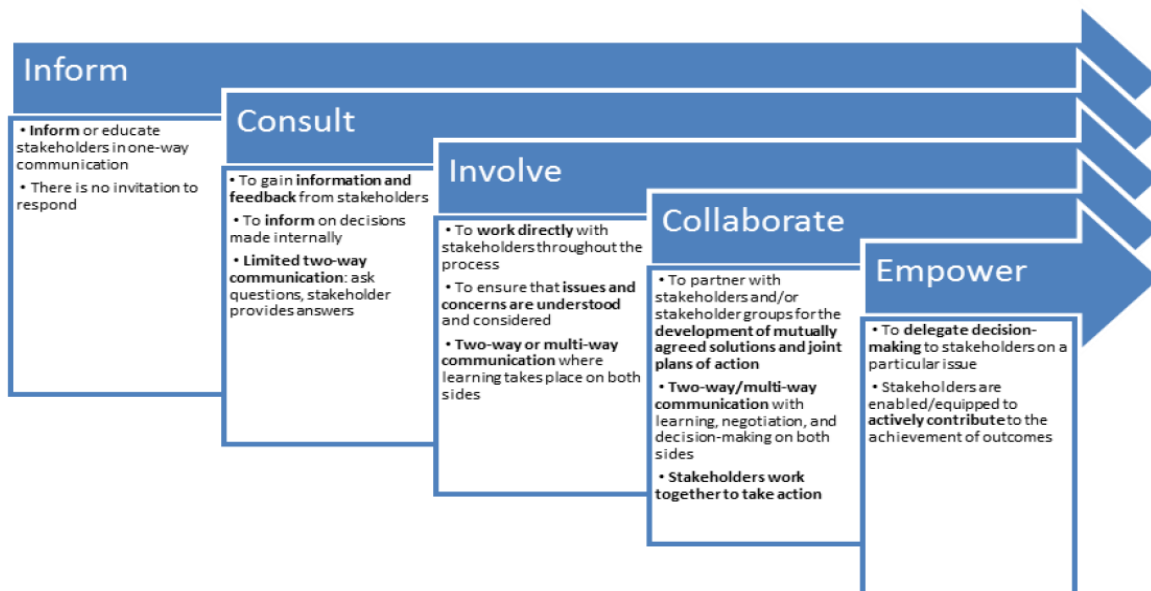 Inform
• Inform or educate
stakeholders in one-way
communication
• There is no invitation to
respond
Consult
• To gain information and
feedback from stakeholders
• To inform on decisions
made internally
• Limited two-way
communication: ask
questions, stakeholder
provides answers
Involve
• To work directly with
stakeholders throughout the
process
• To ensure that issues and
concerns are understood
and considered
• Two-way or multi-way
communication where
learning takes place on both
sides
Collaborate
• To partner with
stakeholders and/or
stakeholder groups for the
development of mutually
agreed solutions and joint
plans of action
• Two-way/multi-way
communication with
learning, negotiation, and
decision-making on both
sides
• Stakeholders work
together to take action
Empower
• To delegate decision-
making to stakeholders on a
particular issue
• Stakeholders are
enabled/equipped to
actively contribute to the
achievement of outcomes